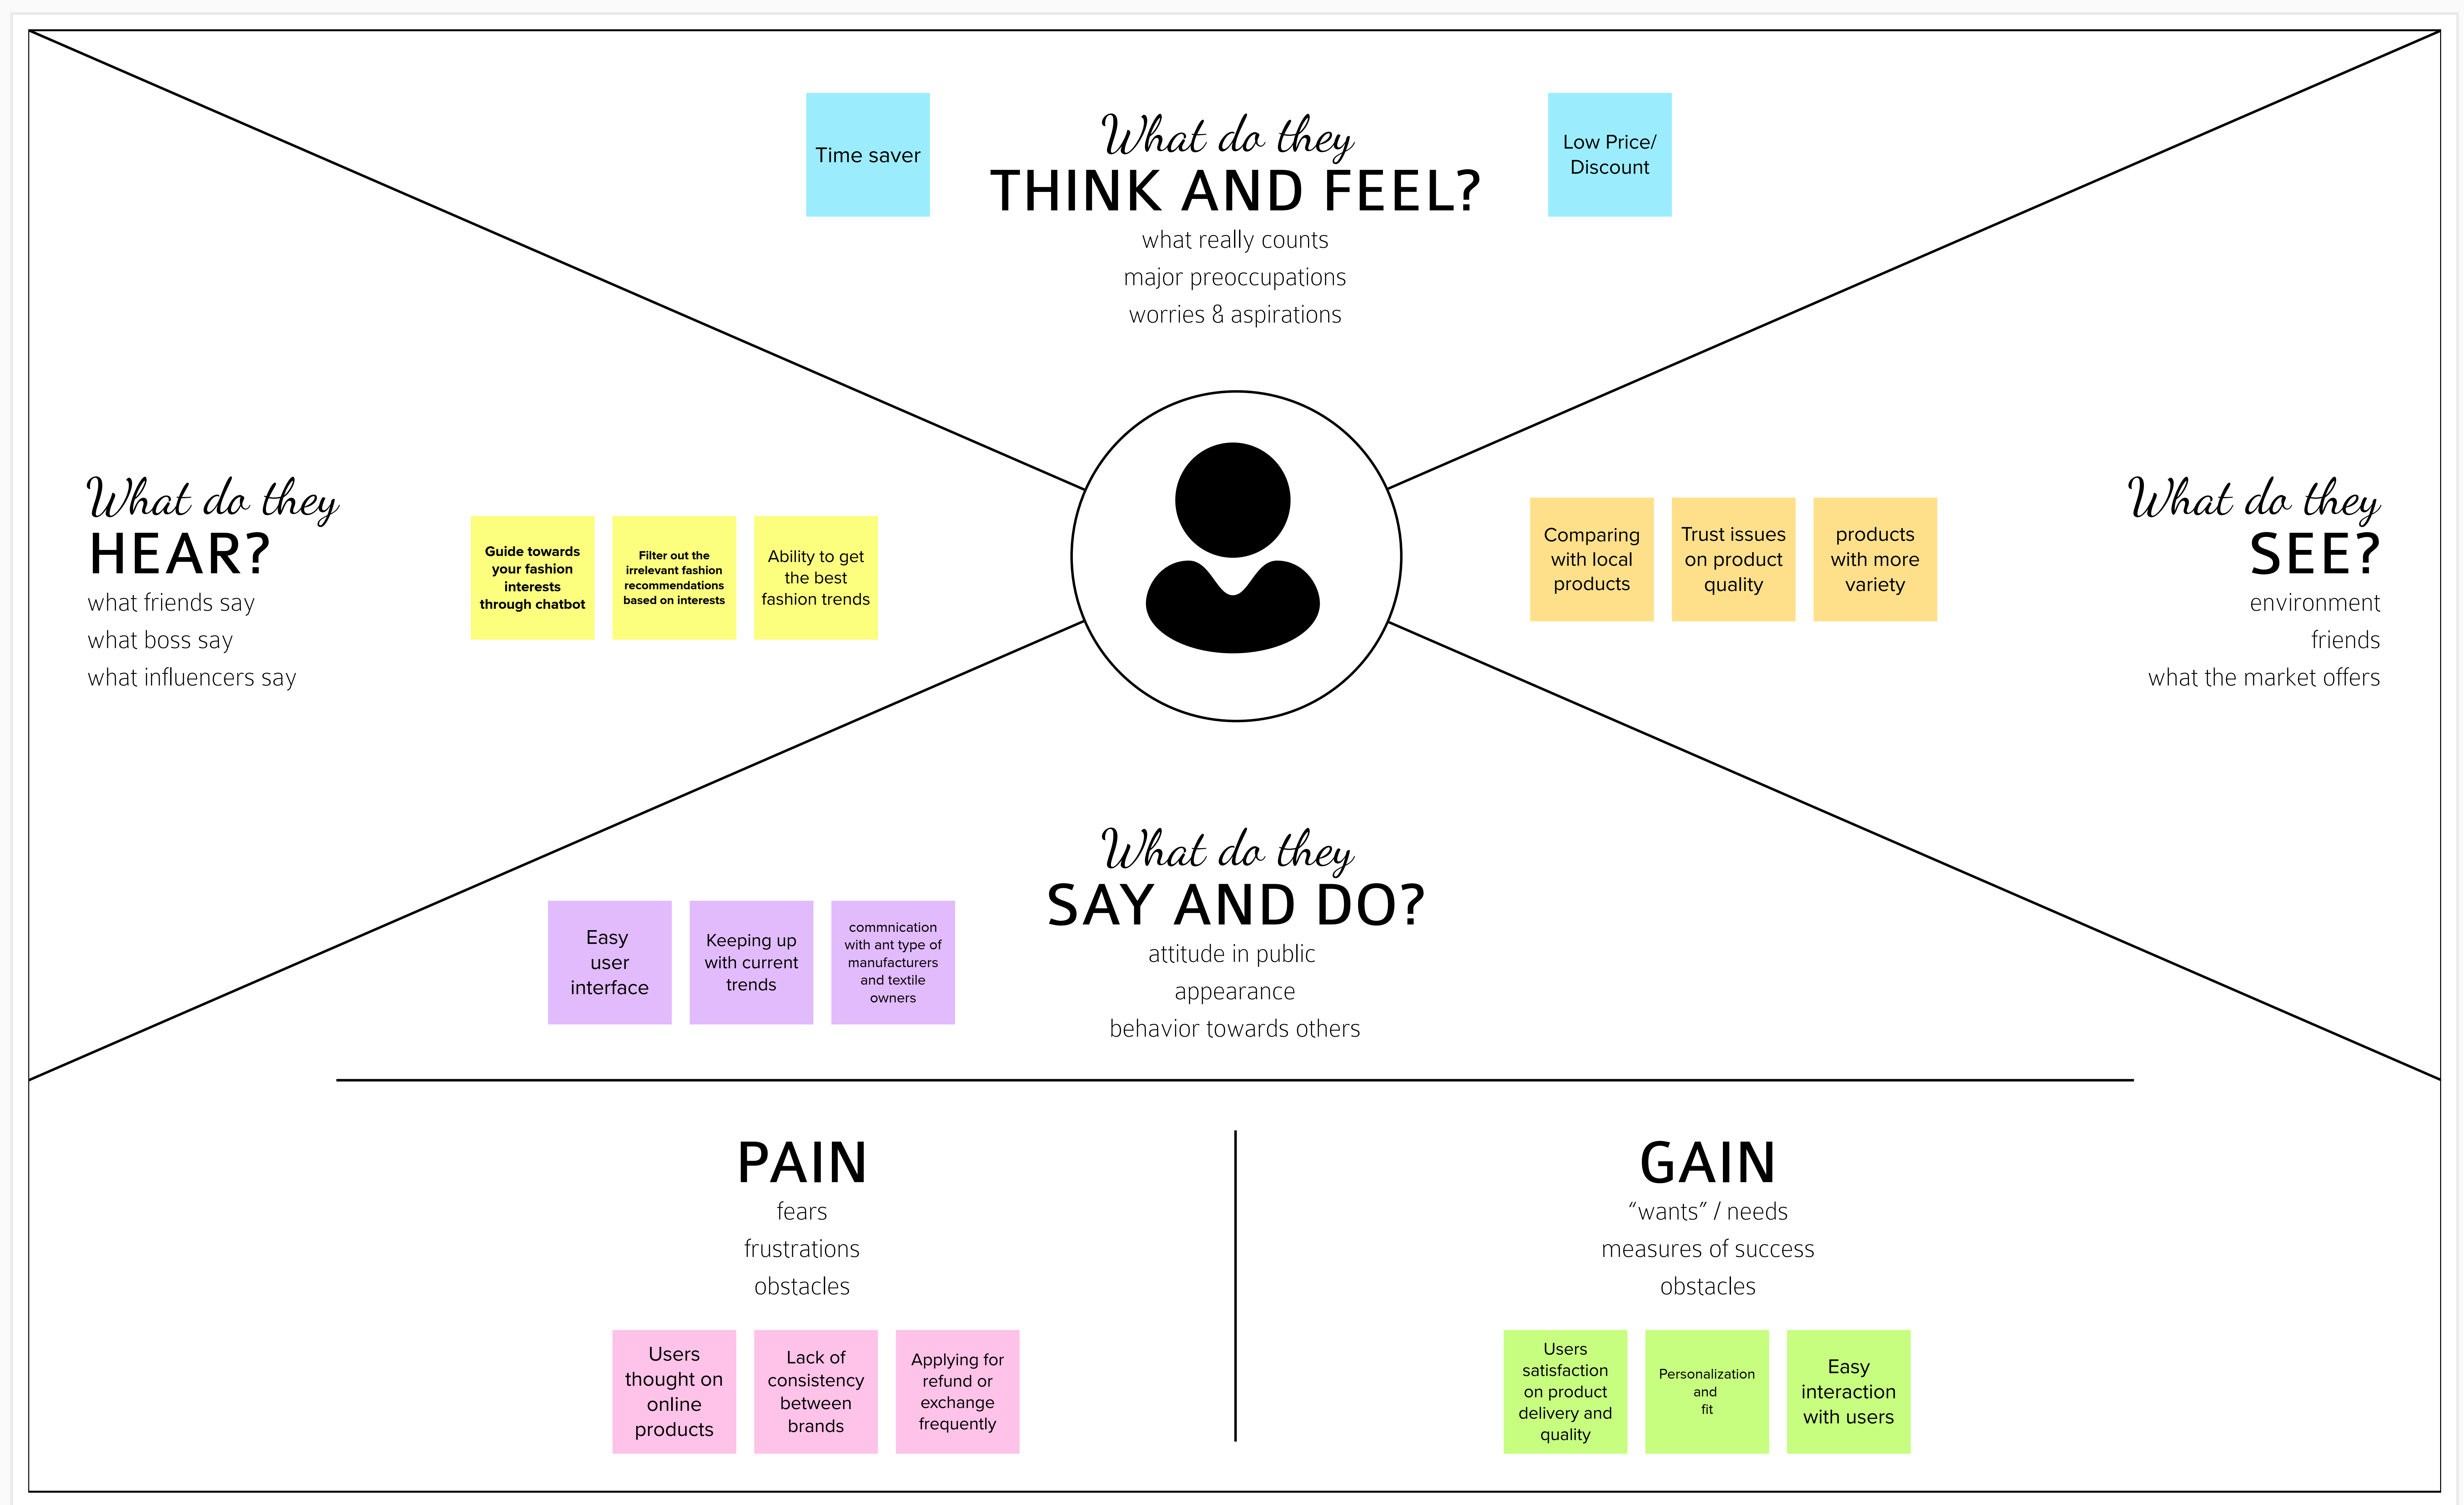 Time saver
What do they
THINK AND FEEL?
what really counts
major preoccupations
worries & aspirations
Low Price/
Discount
What do they
HEAR?
what friends say
what boss say
what influencers say
Guide towards
your fashion
interests
through chatbot
Filter out the
irrelevant fashion
recommendations
based on interests
Ability to get
the best
fashion trends
Comparing
with local
products
Trust issues
on product
quality
products
with more
variety
What do they
SEE?
environment
friends
what the market offers
What do they
SAY AND DO?
attitude in public
appearance
behavior towards others
Easy
user
interface
Keeping up
with current
trends
commnication
with ant type of
manufacturers
and textile
owners
PAIN
fears
frustrations
obstacles
Users
thought on
online
products
Lack of
consistency
between
brands
Applying for
refund or
exchange
frequently
GAIN
“wants” / needs
measures of success
obstacles
Users
satisfaction
on product
delivery and
quality
Personalization
and
fit
Easy
interaction
with users